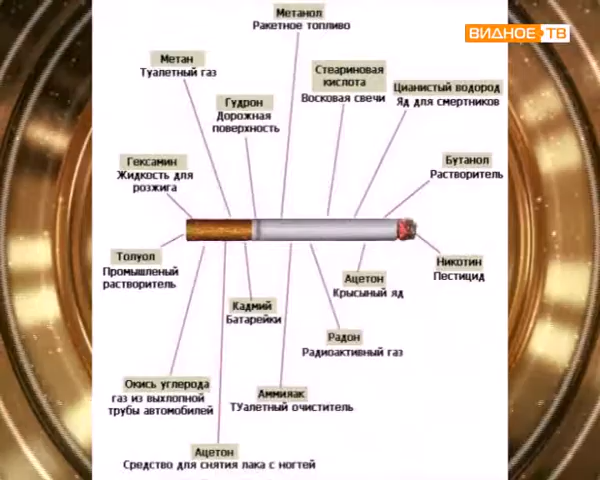 Метанол
Ракетное топливо
ВИДНОЕ-ТВ
Метан
Туалетный газ
Стеариновая
кислота
Восковая свечи
Цианистый водород
Яд для смертников
Гудрон
Дорожная
поверхность
Гексамин
Жидкость для
розжига
Бутанол
Растворитель
Толуол
Промышленый
растворитель
Никотин
Пестицид
Ацетон
Крысиный яд
Кадмий
Батарейки
Радон
Радиоактивный газ
Окись углерода
газ из выхлопной
трубы автомобилей
Аммиак
ТУалетный очиститель
Ацетон
Средство для снятия лака с ногтей